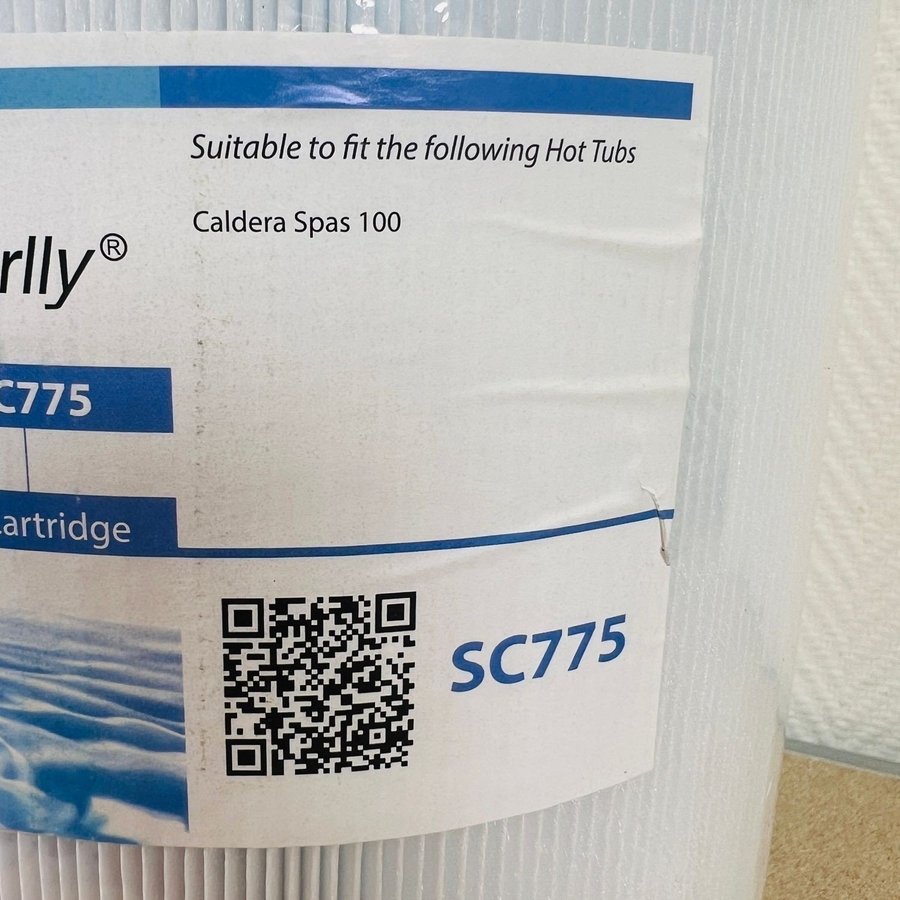 Suitable to fit the following Hot Tubs
Caldera Spas 100
rlly®
C775
artridge
SC775